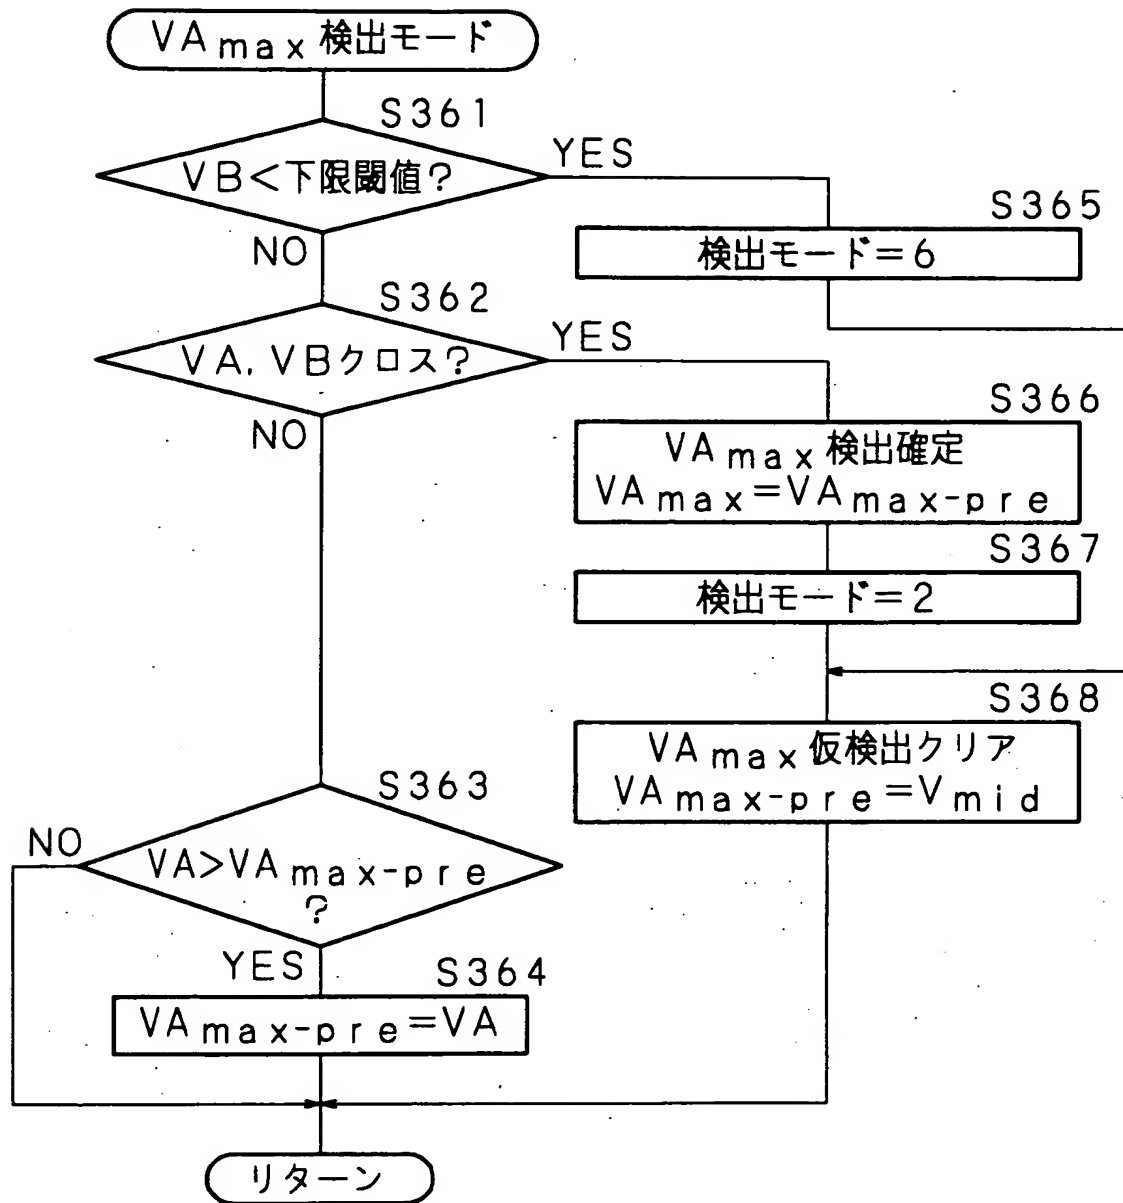 VAmax検出モード
S361
VB<下限閾値?
YES
NO
S365
検出モード=6
S362
VA,VBクロス?
YES
NO
S366
VAmax検出確定
VAmax=VAmax-pre
S367
検出モード=2
S368
VAmax仮検出クリア
VAmax-pre=Vmid
S363
NO
VA>VAmax-pre
?
YES
S364
VAmax-pre=VA
リターン